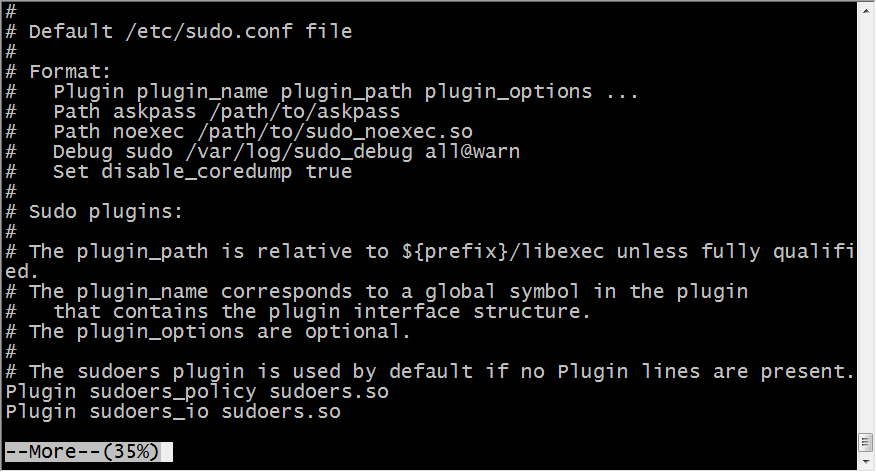 #
# Default /etc/sudo.conf file
#
# Format:
#   Plugin plugin_name plugin_path plugin_options ...
#   Path askpass /path/to/askpass
#   Path noexec /path/to/sudo_noexec.so
#   Debug sudo /var/log/sudo_debug all@warn
#   Set disable_coredump true
#
# Sudo plugins:
#
# The plugin_path is relative to ${prefix}/libexec unless fully qualifi
ed.
# The plugin_name corresponds to a global symbol in the plugin
#   that contains the plugin interface structure.
# The plugin_options are optional.
#
# The sudoers plugin is used by default if no Plugin lines are present.
Plugin sudoers_policy sudoers.so
Plugin sudoers_io sudoers.so
--More--(35%)